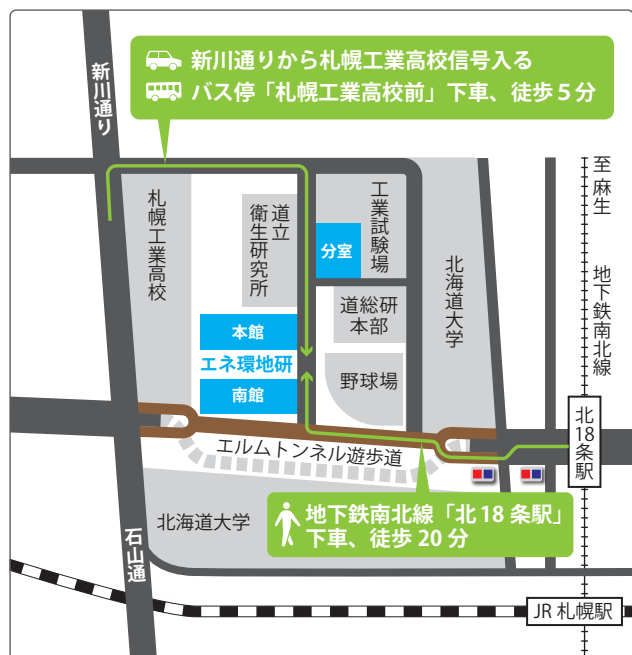 新川通りから札幌工業高校信号入る
バス停「札幌工業高校前」下車、徒歩5分
新川通り
至 麻生
地下鉄南北線
札幌工業高校
道立
衛生研究所
工業試験場
分室
北海道大学
道総研
本部
本館
エネ環地研
南館
野球場
北18条駅
エルムトンネル遊歩道
北海道大学
地下鉄南北線「北18条駅」
下車、徒歩20分
石山通
JR 札幌駅